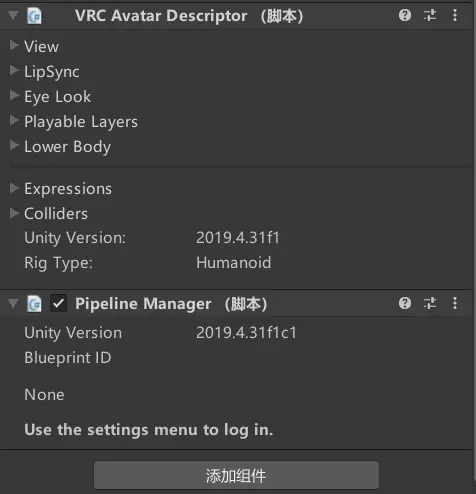 VRC Avatar Descriptor （脚本）
View
LipSync
Eye Look
Playable Layers
Lower Body
Expressions
Colliders
Unity Version: 2019.4.31f1
Rig Type: Humanoid
Pipeline Manager （脚本）
Unity Version 2019.4.31f1c1
Blueprint ID
None
Use the settings menu to log in.
添加组件